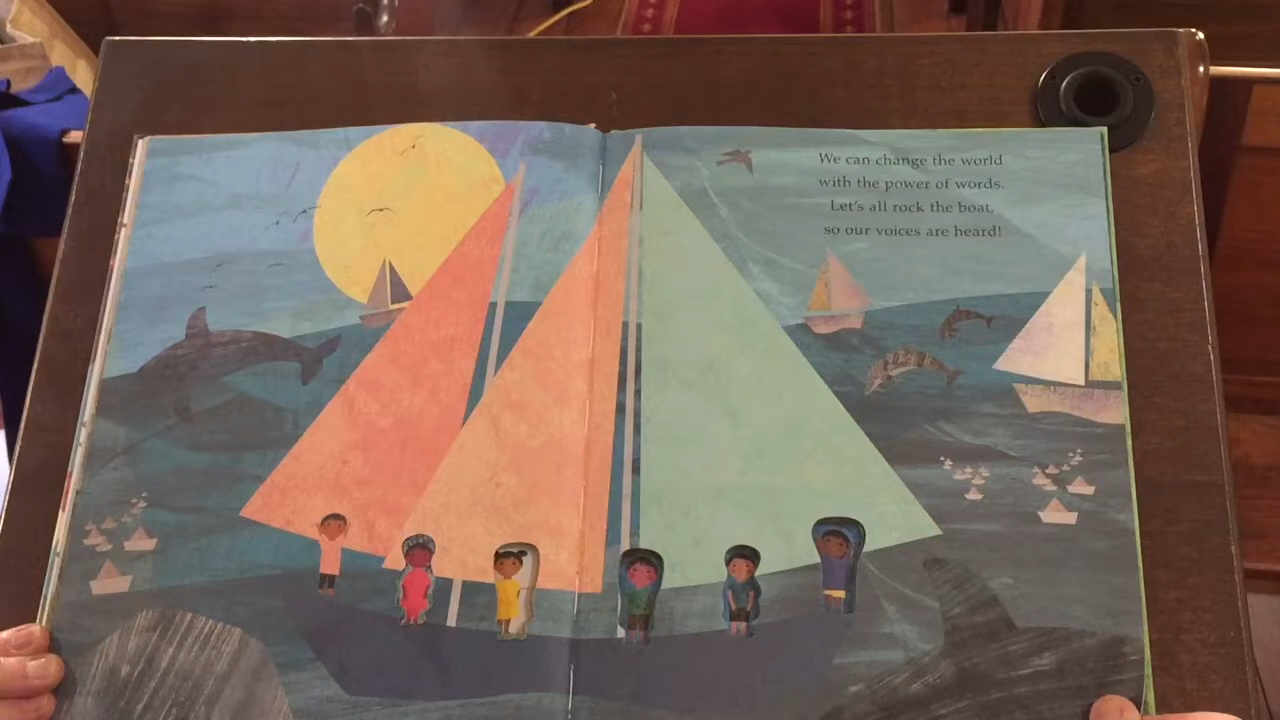 We can change the world
with the power of words.
Let's all rock the boat,
so our voices are heard!